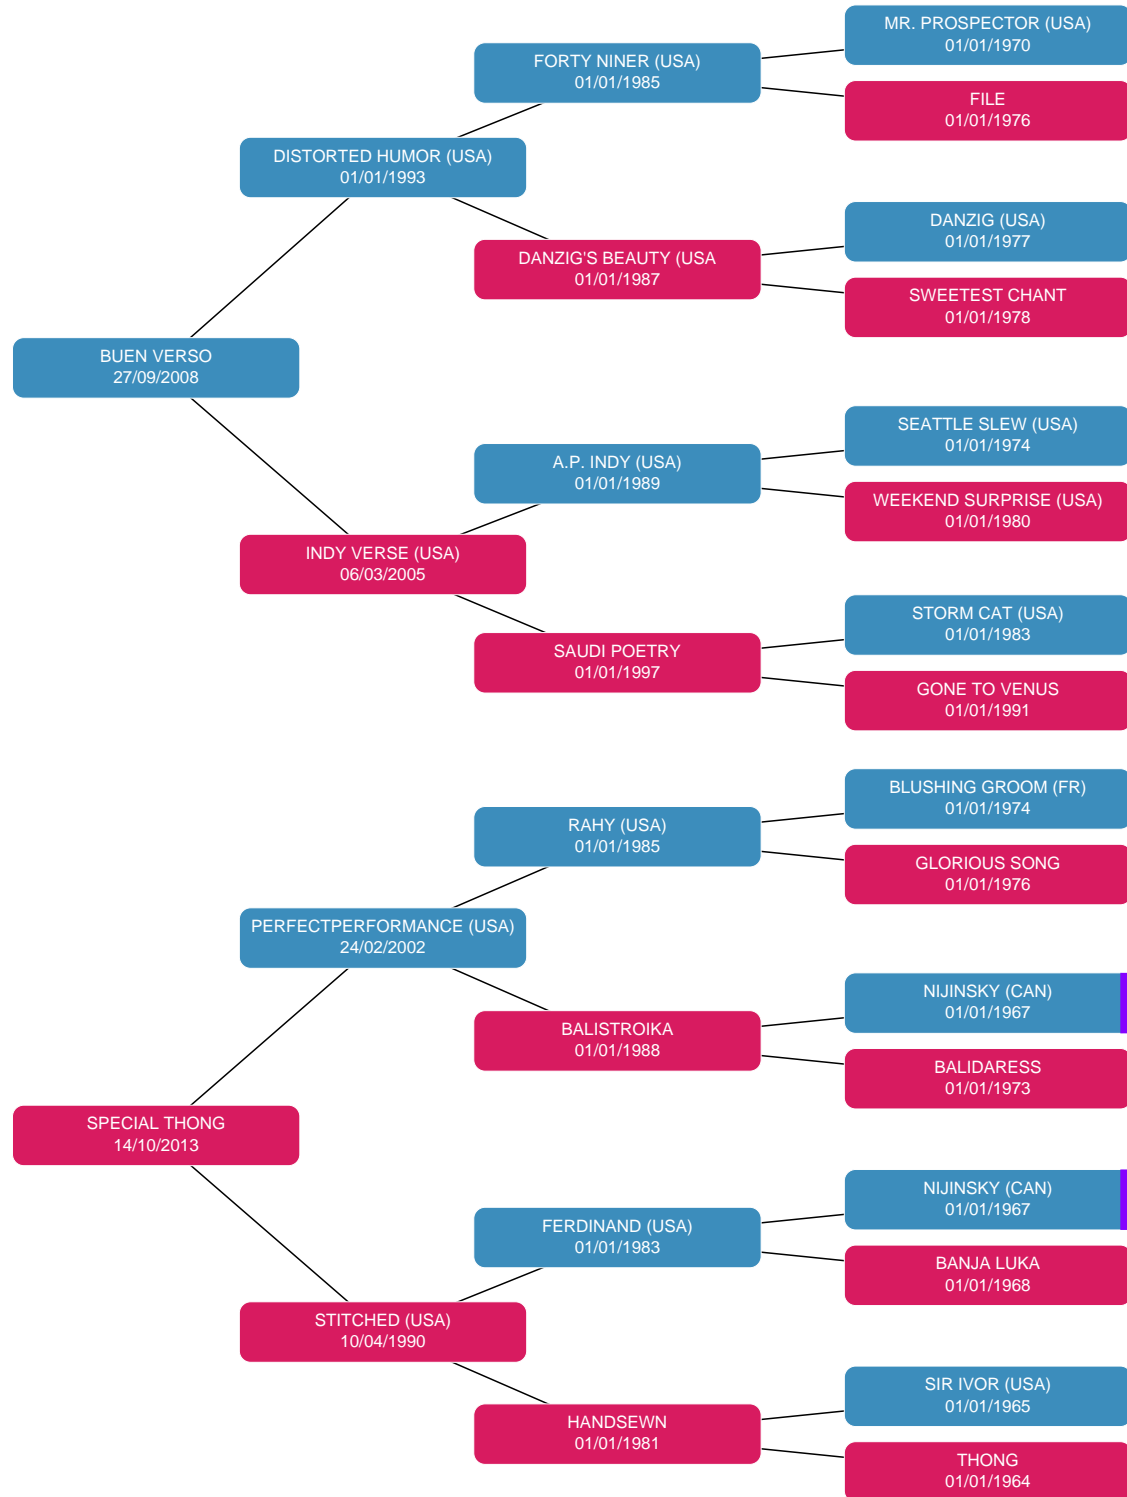 MR. PROSPECTOR (USA)
01/01/1970
FORTY NINER (USA)
01/01/1985
FILE
01/01/1976
DISTORTED HUMOR (USA)
01/01/1993
DANZIG (USA)
01/01/1977
DANZIG'S BEAUTY (USA
01/01/1987
SWEETEST CHANT
01/01/1978
BUEN VERSO
27/09/2008
SEATTLE SLEW (USA)
01/01/1974
A.P. INDY (USA)
01/01/1989
WEEKEND SURPRISE (USA)
01/01/1980
INDY VERSE (USA)
06/03/2005
STORM CAT (USA)
01/01/1983
SAUDI POETRY
01/01/1997
GONE TO VENUS
01/01/1991
BLUSHING GROOM (FR)
01/01/1974
RAHY (USA)
01/01/1985
GLORIOUS SONG
01/01/1976
PERFECTPERFORMANCE (USA)
24/02/2002
NIJINSKY (CAN)
01/01/1967
BALISTROIKA
01/01/1988
BALIDARESS
01/01/1973
SPECIAL THONG
14/10/2013
NIJINSKY (CAN)
01/01/1967
FERDINAND (USA)
01/01/1983
BANJA LUKA
01/01/1968
STITCHED (USA)
10/04/1990
SIR IVOR (USA)
01/01/1965
HANDSEWN
01/01/1981
THONG
01/01/1964